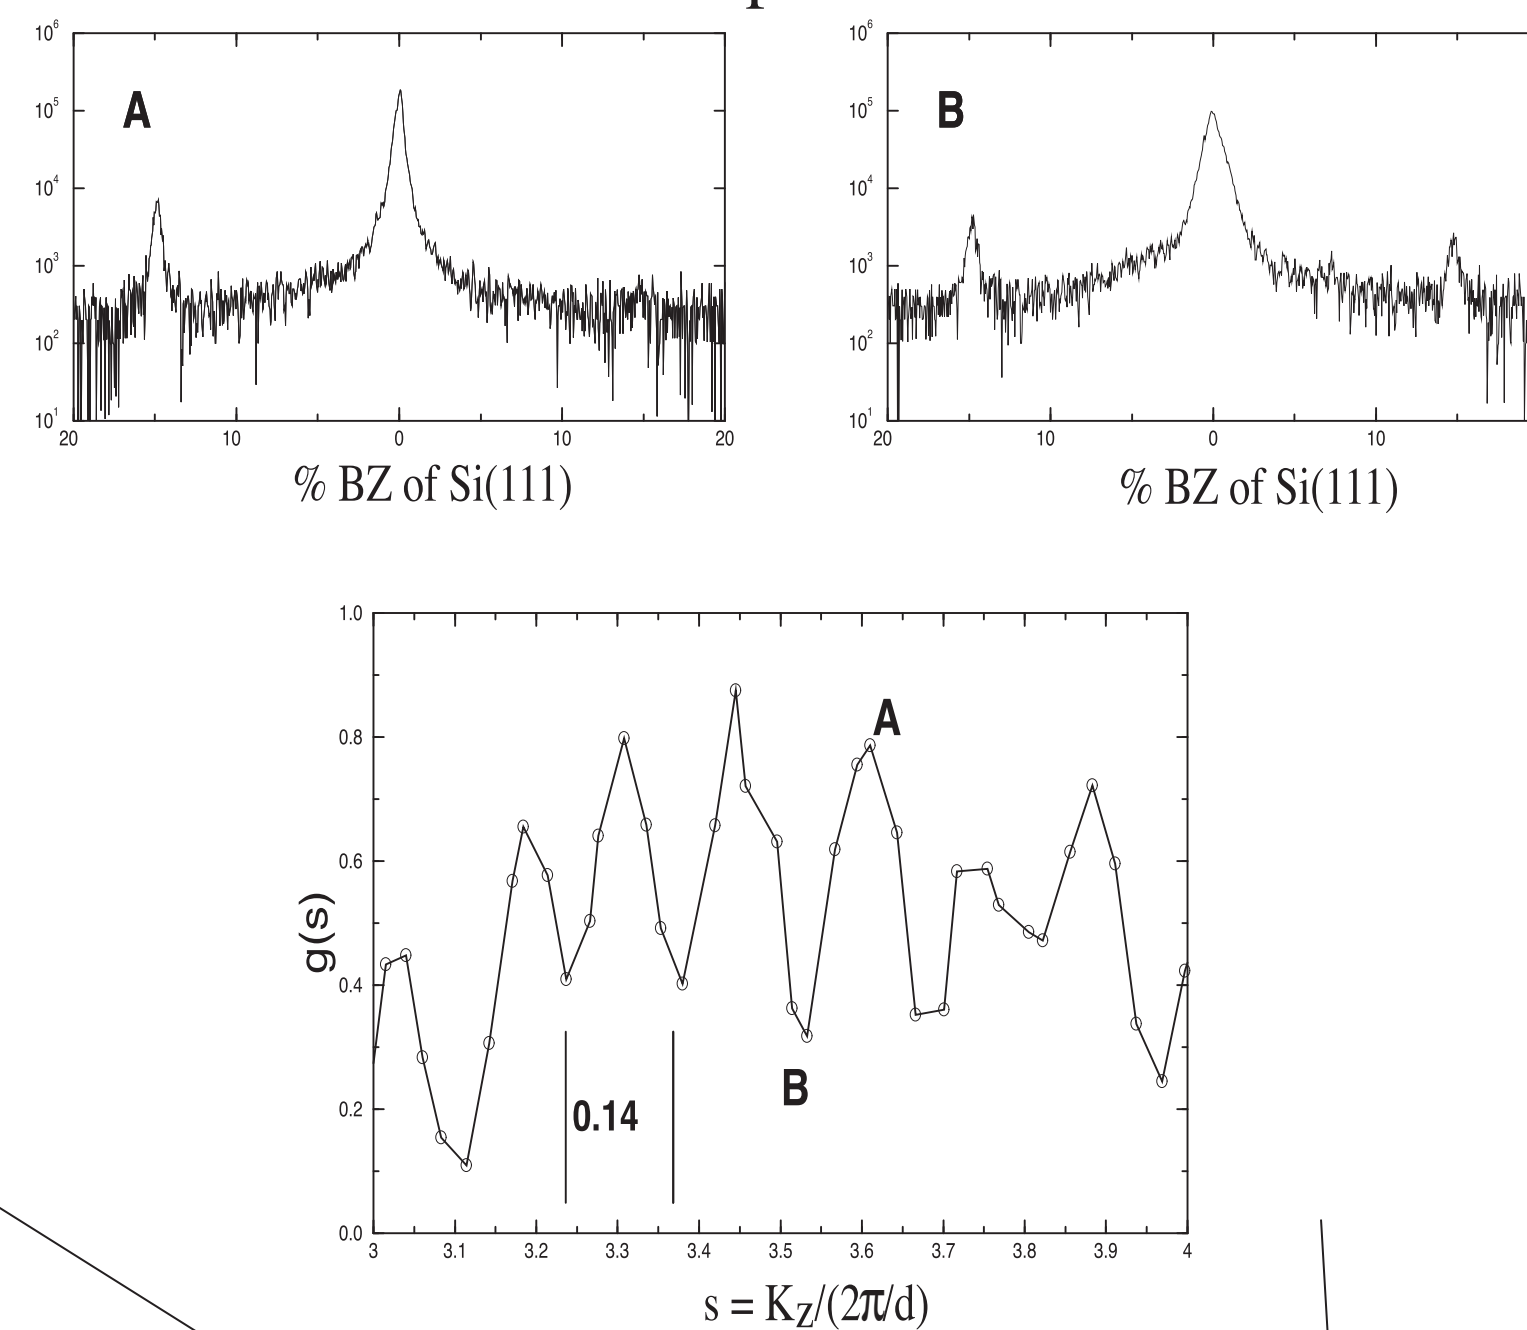 A
10⁶
10⁵
10⁴
10³
10²
10¹
20 10 0 10 20
% BZ of Si(111)
B
10⁶
10⁵
10⁴
10³
10²
10¹
20 10 0 10
% BZ of Si(111)
1.0
0.8
0.6
0.4
0.2
0.0
g(s)
A
B
0.14
3 3.1 3.2 3.3 3.4 3.5 3.6 3.7 3.8 3.9 4
s = K_Z/(2π/d)